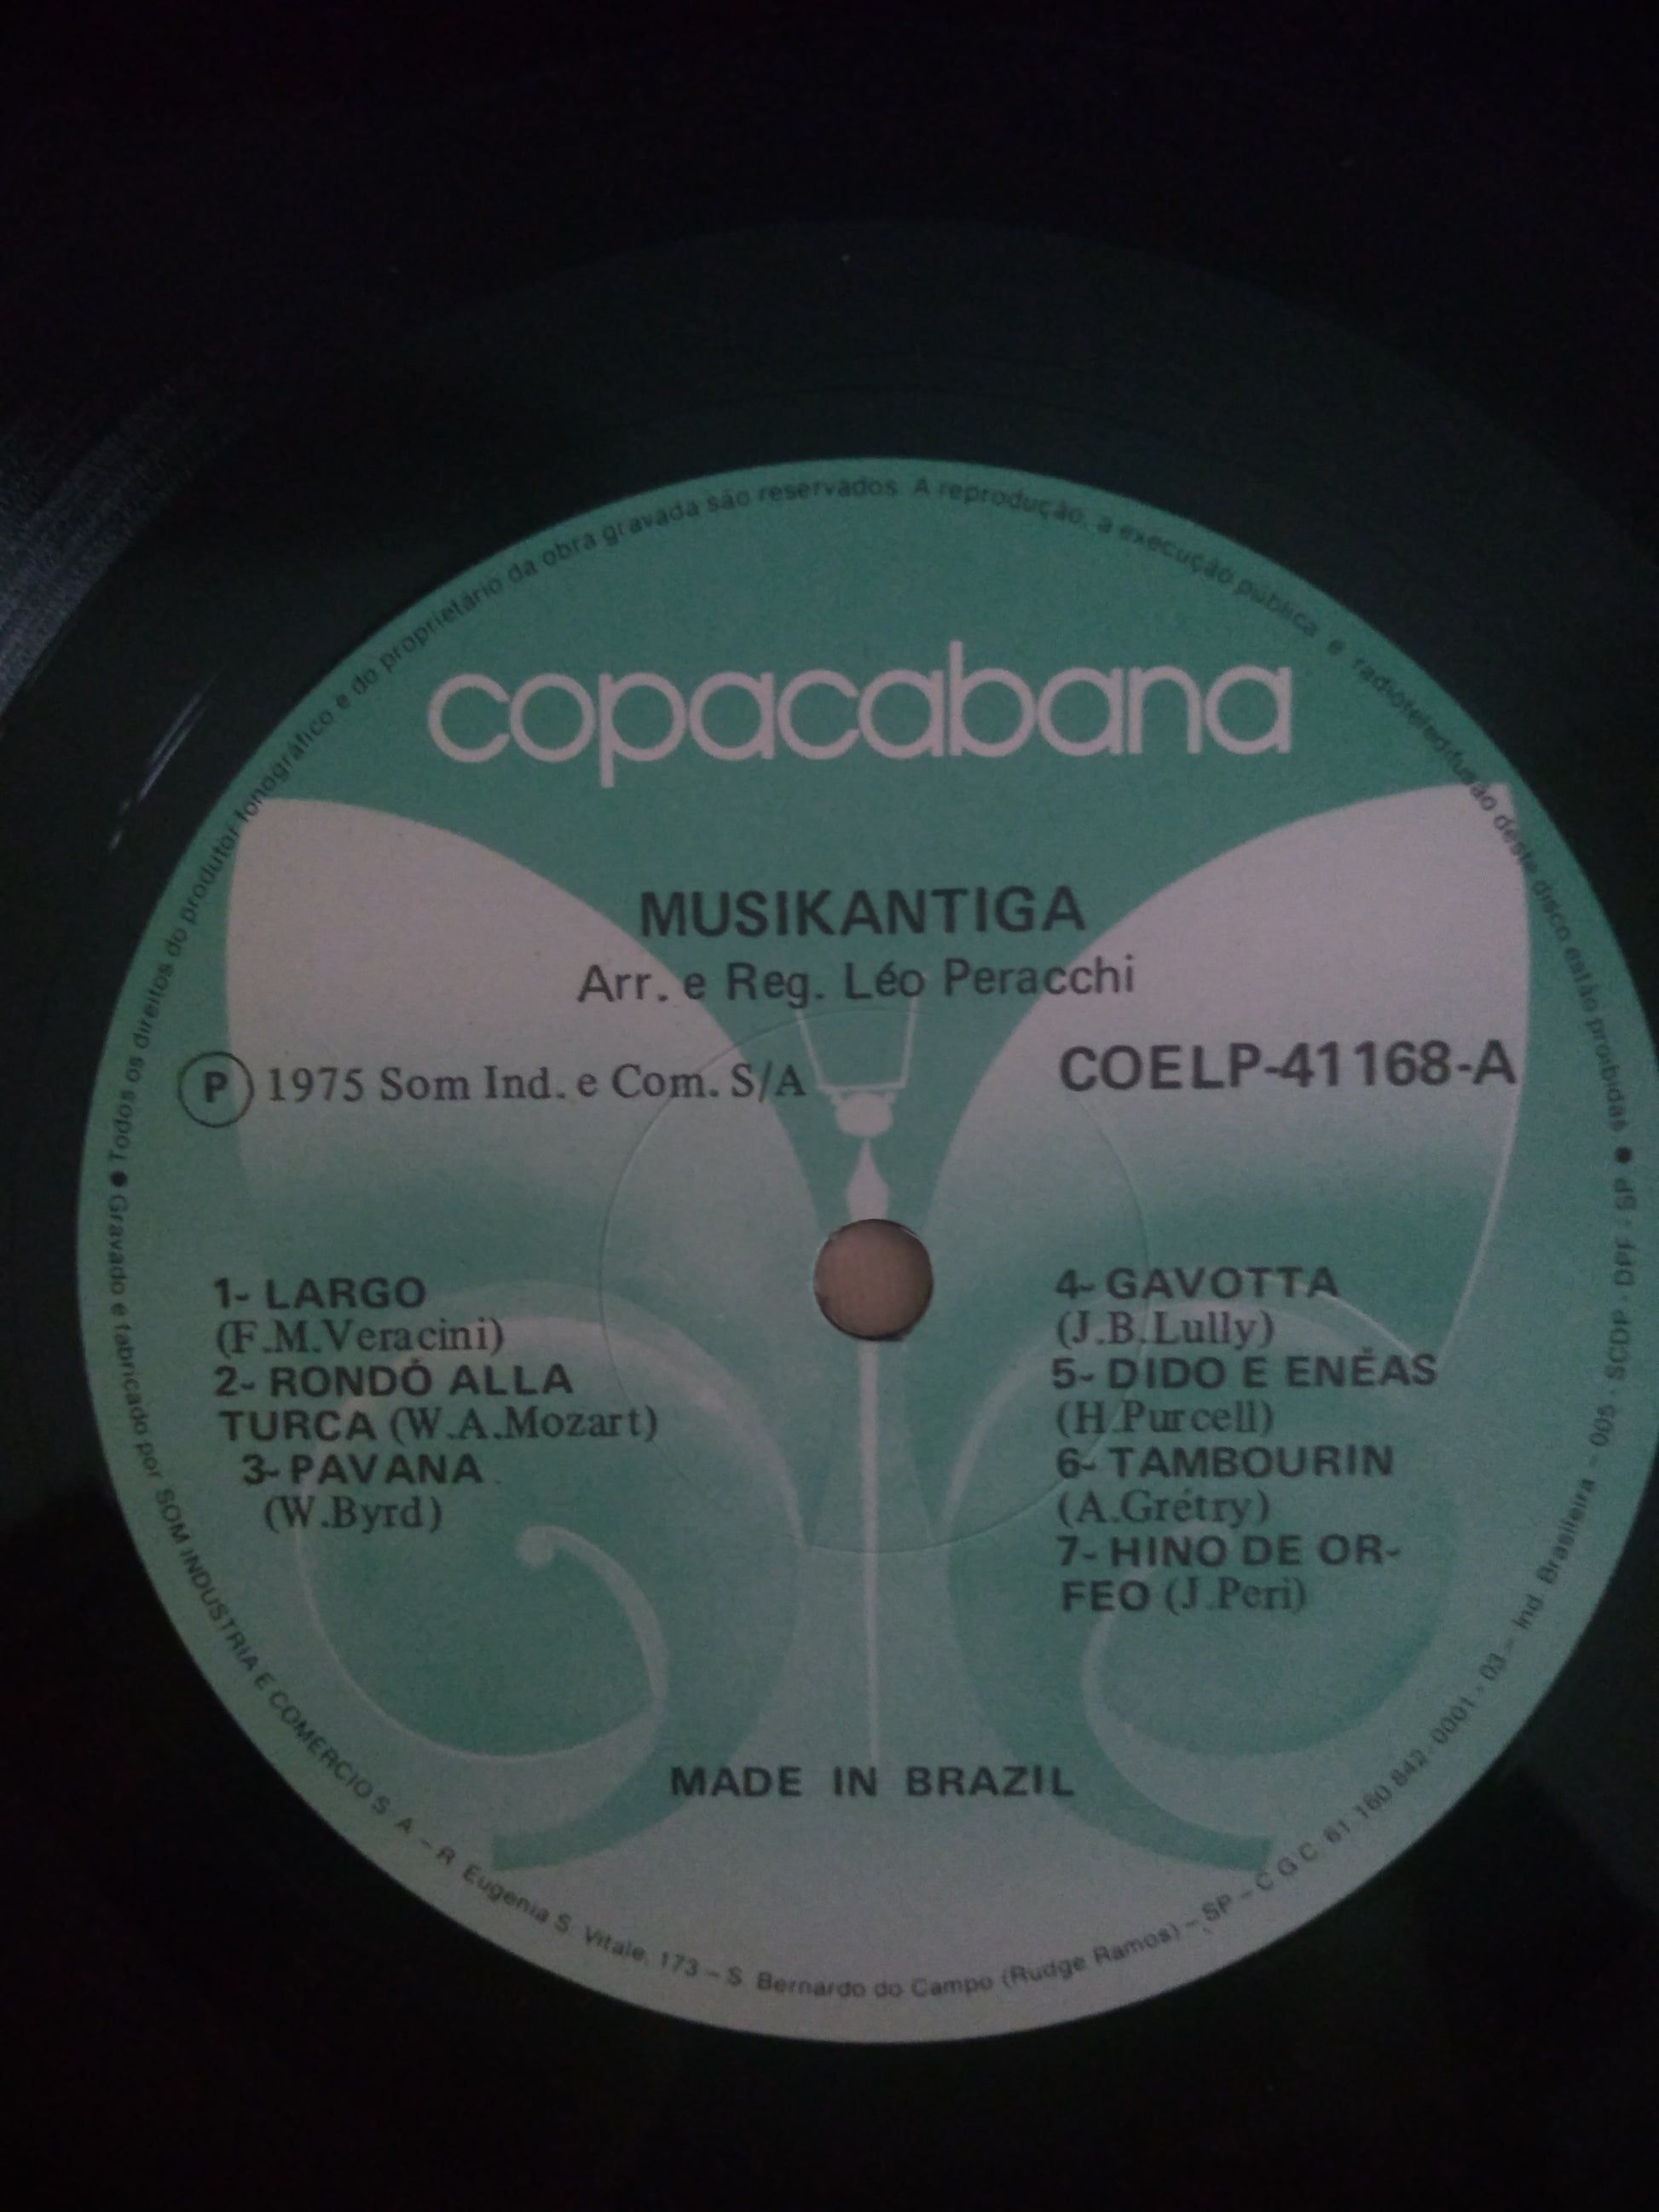 ● Todos os direitos do produtor fonográfico e do proprietário da obra gravada são reservados. A reprodução, a execução pública e radioteledifusão deste disco estão proibidas ●
copacabana
MUSIKANTIGA
Arr. e Reg. Léo Peracchi
P 1975 Som Ind. e Com. S/A
COELP-41168-A
1- LARGO
(F.M.Veracini)
2- RONDÓ ALLA
TURCA (W.A.Mozart)
3- PAVANA
(W.Byrd)
4- GAVOTTA
(J.B.Lully)
5- DIDO E ENÉAS
(H.Purcell)
6- TAMBOURIN
(A.Grétry)
7- HINO DE OR-
FEO (J.Peri)
MADE IN BRAZIL
Gravado e fabricado por SOM INDUSTRIA E COMERCIO S. A. – R. Eugenia S. Vitale, 173 – S. Bernardo do Campo (Rudge Ramos) – SP – C G C 61 160 842 · 0001 - 03 – Ind. Brasileira – 005 - SCDP - DPF - SP